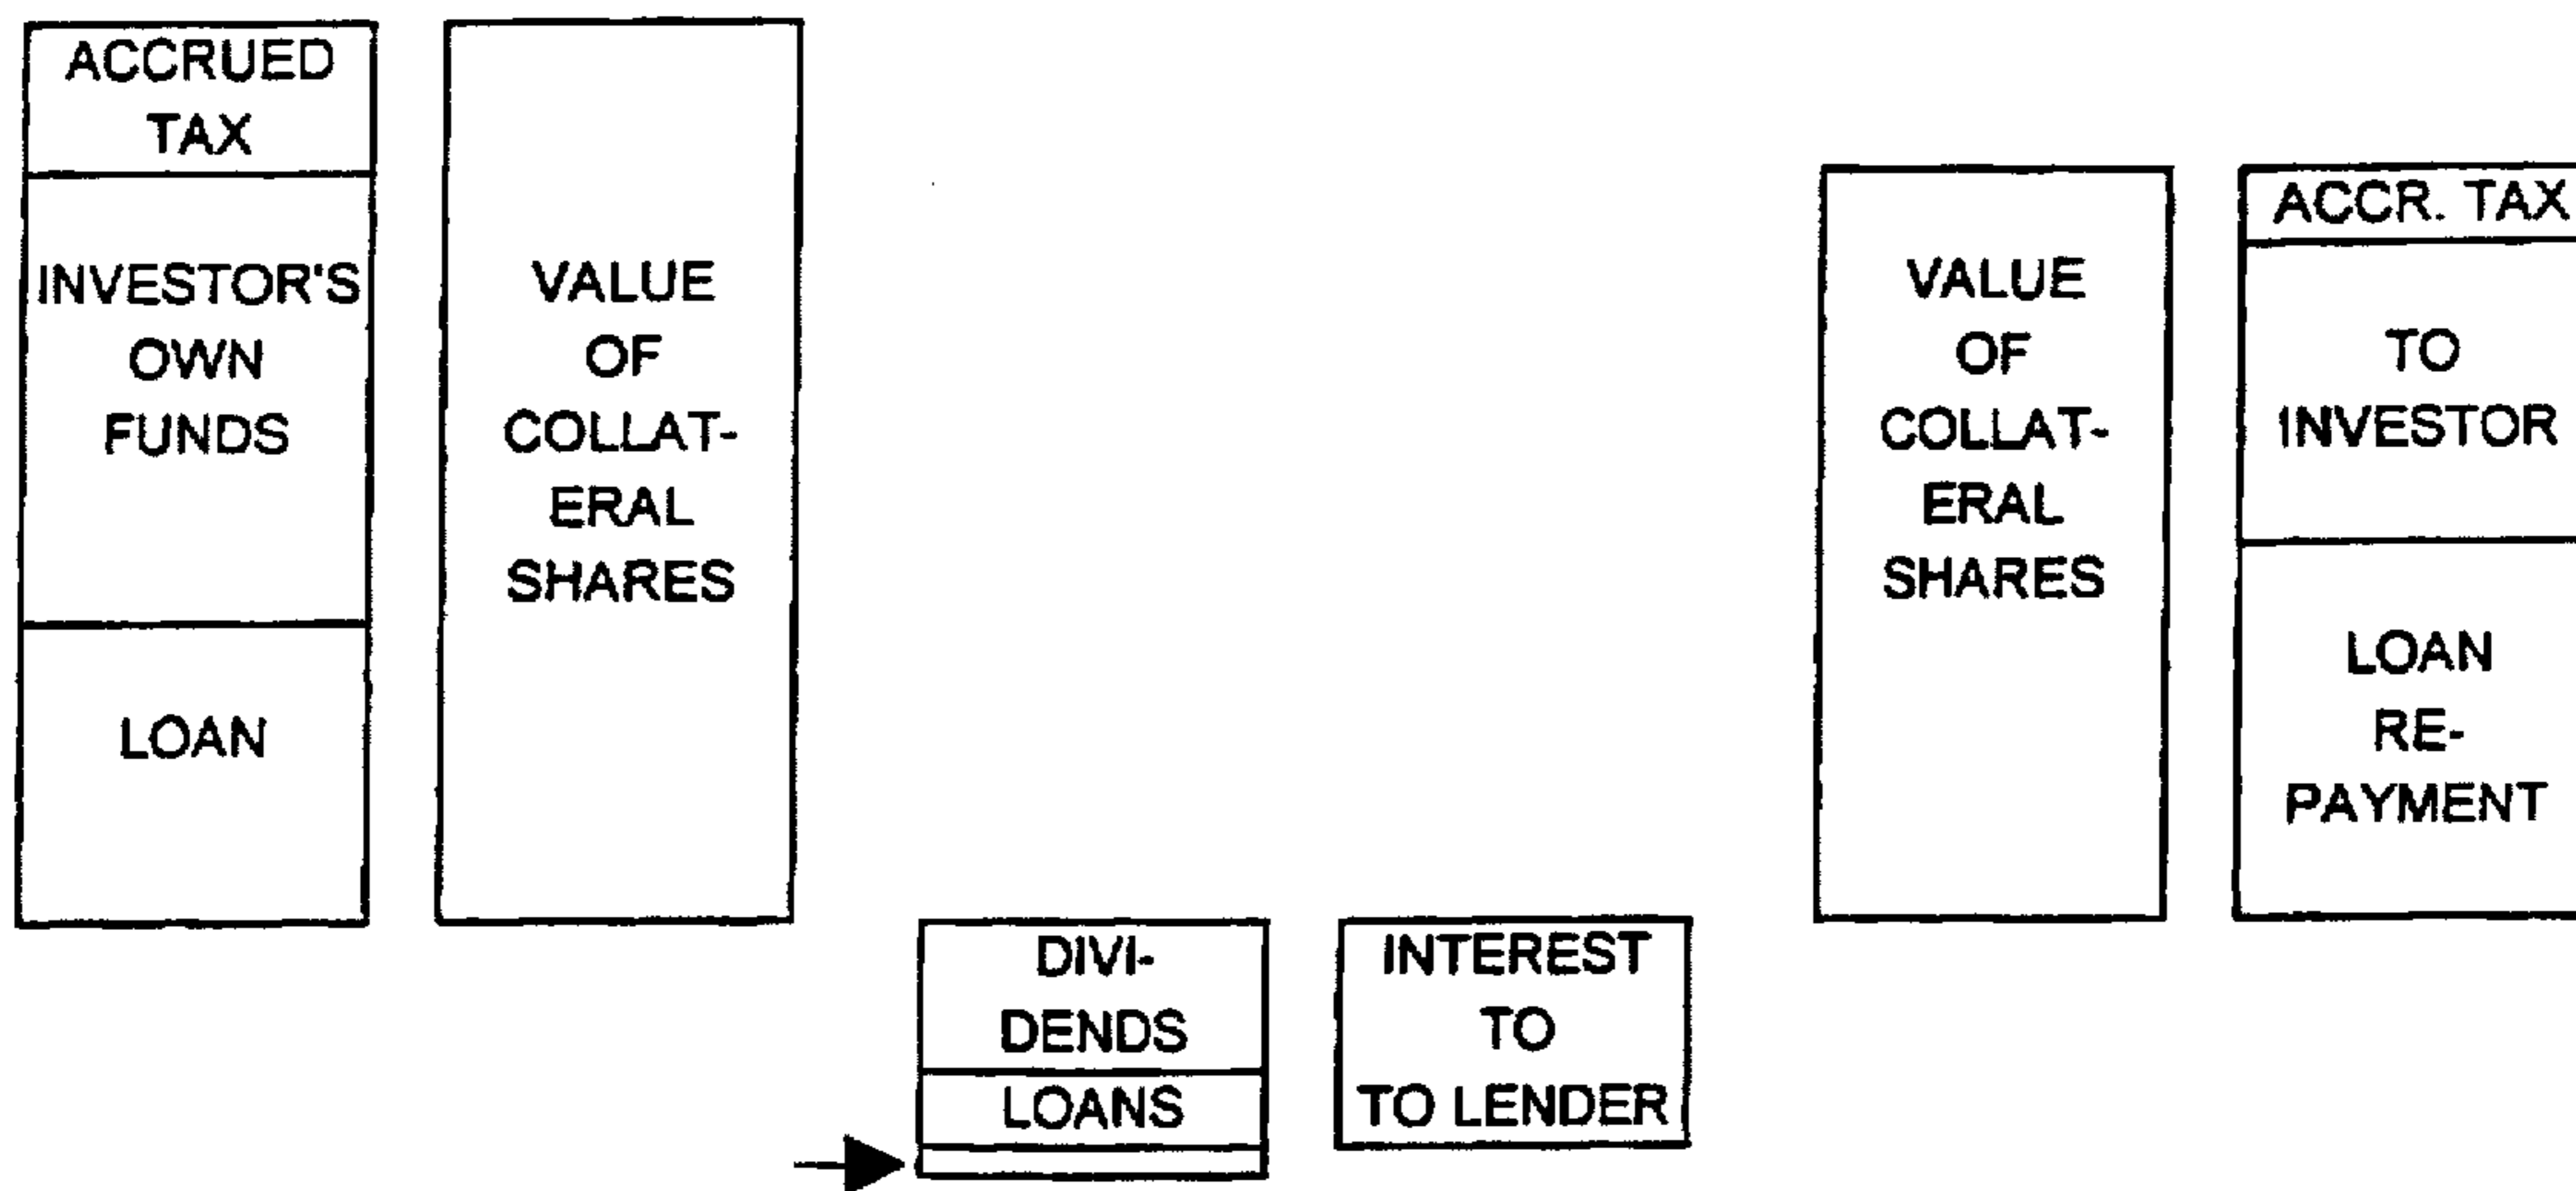 ACCRUED
TAX
INVESTOR'S
OWN
FUNDS
LOAN
VALUE
OF
COLLAT-
ERAL
SHARES
DIVI-
DENDS
LOANS
INTEREST
TO
TO LENDER
VALUE
OF
COLLAT-
ERAL
SHARES
ACCR. TAX
TO
INVESTOR
LOAN
RE-
PAYMENT